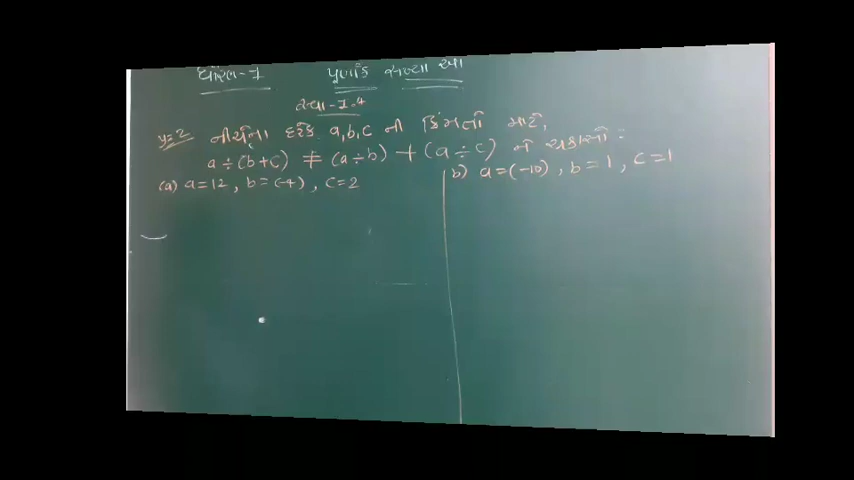 ધોરણ-7 પૂર્ણાંક સંખ્યાઓ
સ્વા-1.4
પ્ર=2 નીચેના દરેક a,b,c ની કિંમતો માટે,
a÷(b+c) ≠ (a÷b) + (a÷c) ને ચકાસો :
(a) a=12, b=(-4), c=2
b) a=(-10), b=1, c=1